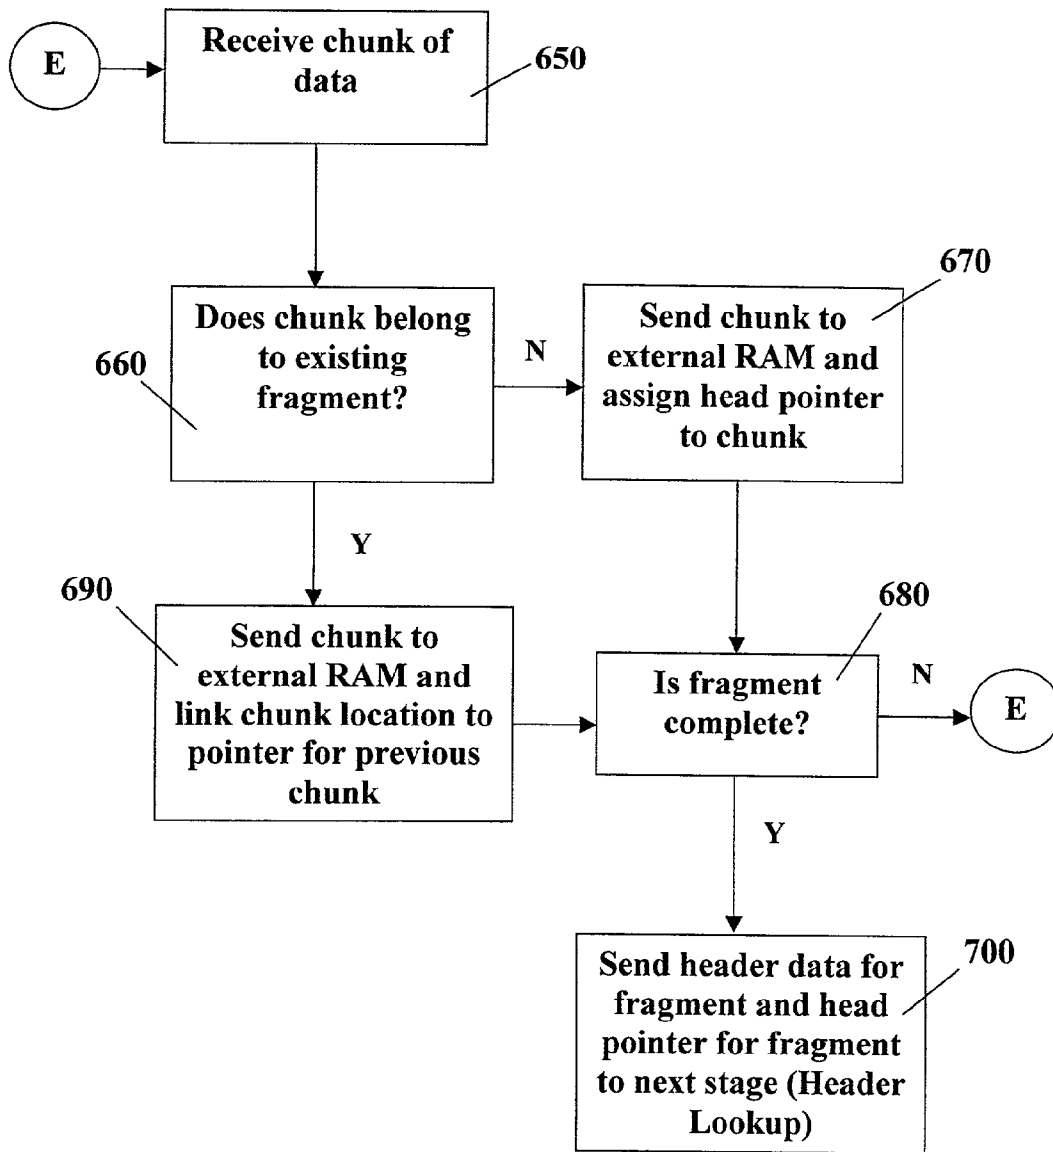 E
Receive chunk of
data
650
Does chunk belong
to existing
fragment?
660
N
670
Send chunk to
external RAM and
assign head pointer
to chunk
Y
690
Send chunk to
external RAM and
link chunk location to
pointer for previous
chunk
680
Is fragment
complete?
N
E
Y
700
Send header data for
fragment and head
pointer for fragment
to next stage (Header
Lookup)